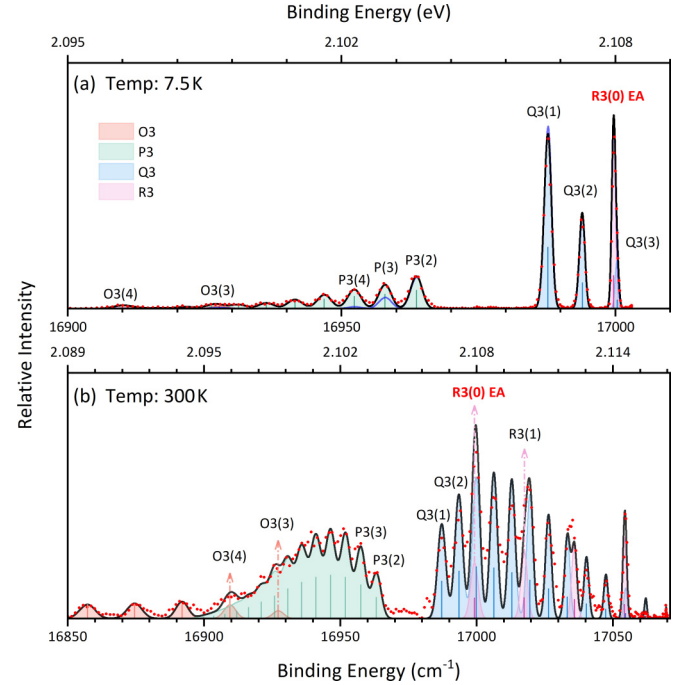 Binding Energy (eV)
2.095 2.102 2.108
(a) Temp: 7.5K
R3(0) EA
Q3(1)
O3
P3
Q3
R3
Q3(2)
Q3(3)
P3(2)
P(3)
P3(4)
O3(3)
O3(4)
16900 16950 17000
Relative Intensity
2.089 2.095 2.102 2.108 2.114
(b) Temp: 300K
R3(0) EA
R3(1)
Q3(2)
Q3(1)
O3(3)
P3(3)
O3(4)
P3(2)
16850 16900 16950 17000 17050
Binding Energy (cm-1)